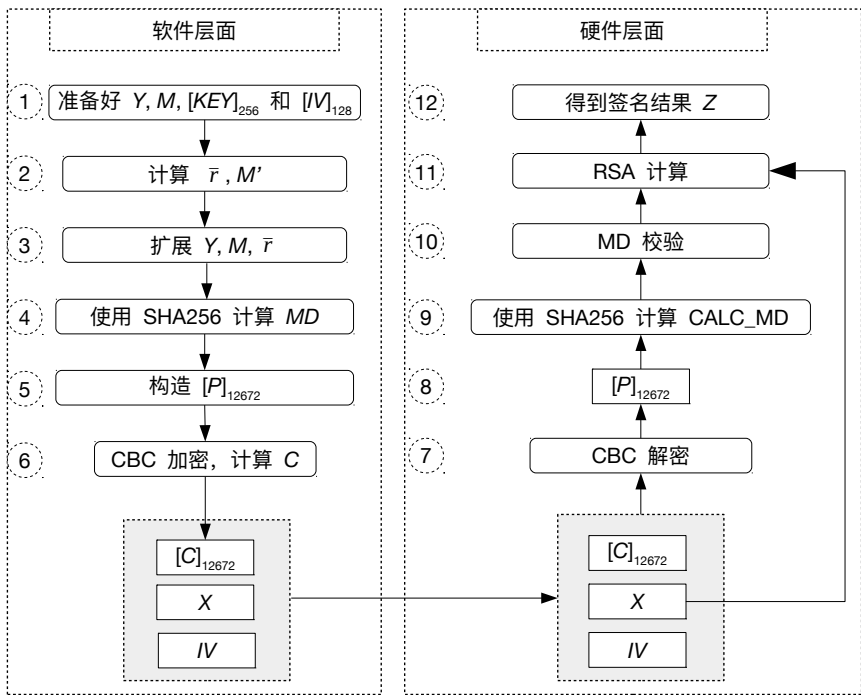 软件层面
1 准备好 Y, M, [KEY]256 和 [IV]128
2 计算 r̄ , M’
3 扩展 Y, M, r̄
4 使用 SHA256 计算 MD
5 构造 [P]12672
6 CBC 加密，计算 C
[C]12672
X
IV
硬件层面
12 得到签名结果 Z
11 RSA 计算
10 MD 校验
9 使用 SHA256 计算 CALC_MD
8 [P]12672
7 CBC 解密
[C]12672
X
IV